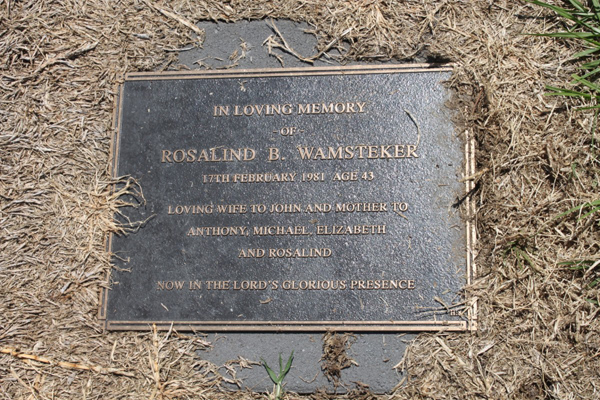 IN LOVING MEMORY
- OF -
ROSALIND B. WAMSTEKER
17TH FEBRUARY 1981 AGE 43
LOVING WIFE TO JOHN AND MOTHER TO
ANTHONY, MICHAEL, ELIZABETH
AND ROSALIND
NOW IN THE LORD'S GLORIOUS PRESENCE